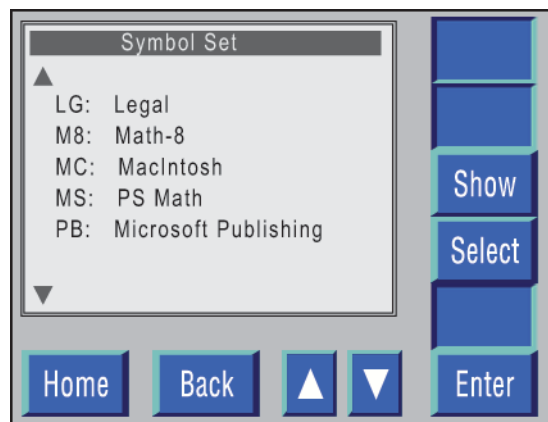 Symbol Set
LG: Legal
M8: Math-8
MC: MacIntosh
MS: PS Math
PB: Microsoft Publishing
Show
Select
Home
Back
Enter